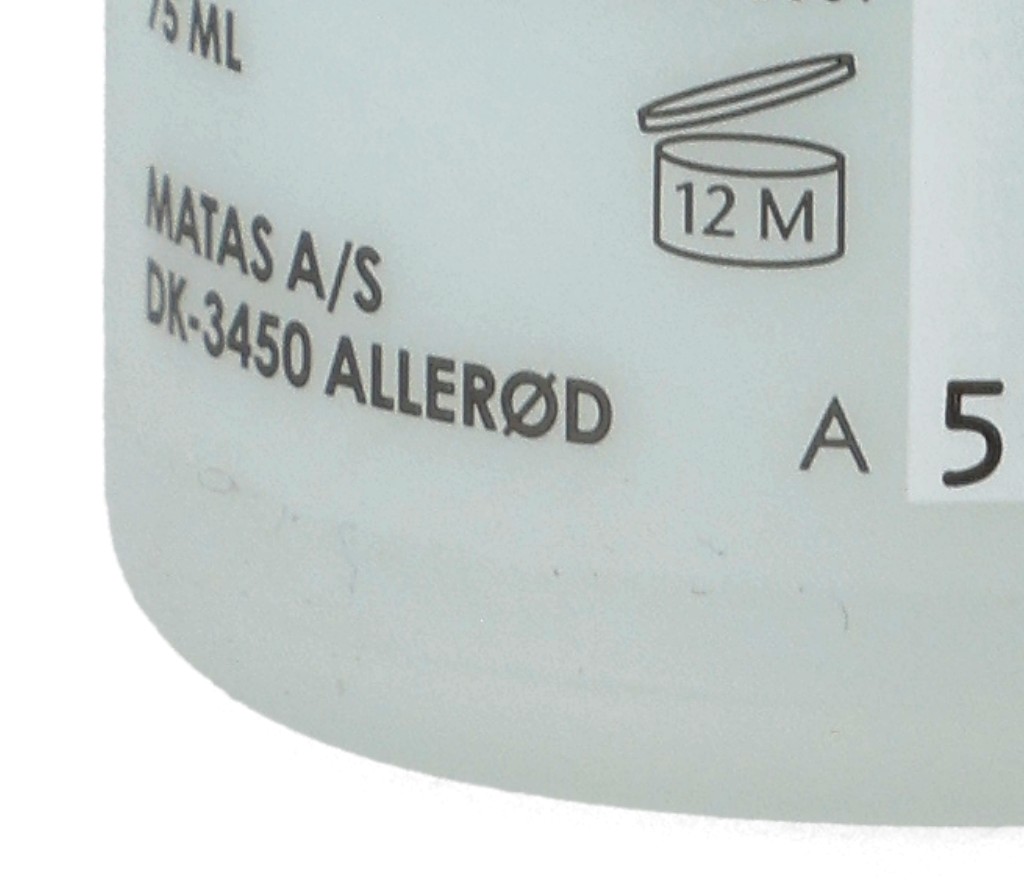 75 ML
12 M
MATAS A/S
DK-3450 ALLERØD
A 5